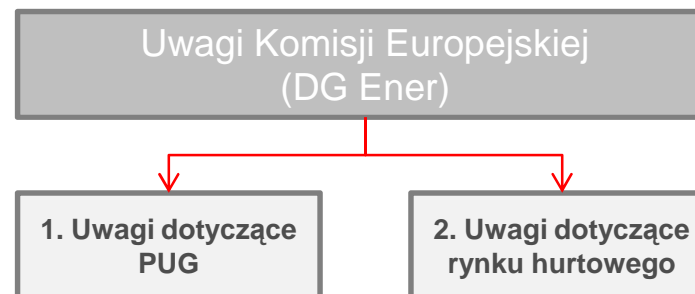 Uwagi Komisji Europejskiej
(DG Ener)
1. Uwagi dotyczące
PUG
2. Uwagi dotyczące
rynku hurtowego